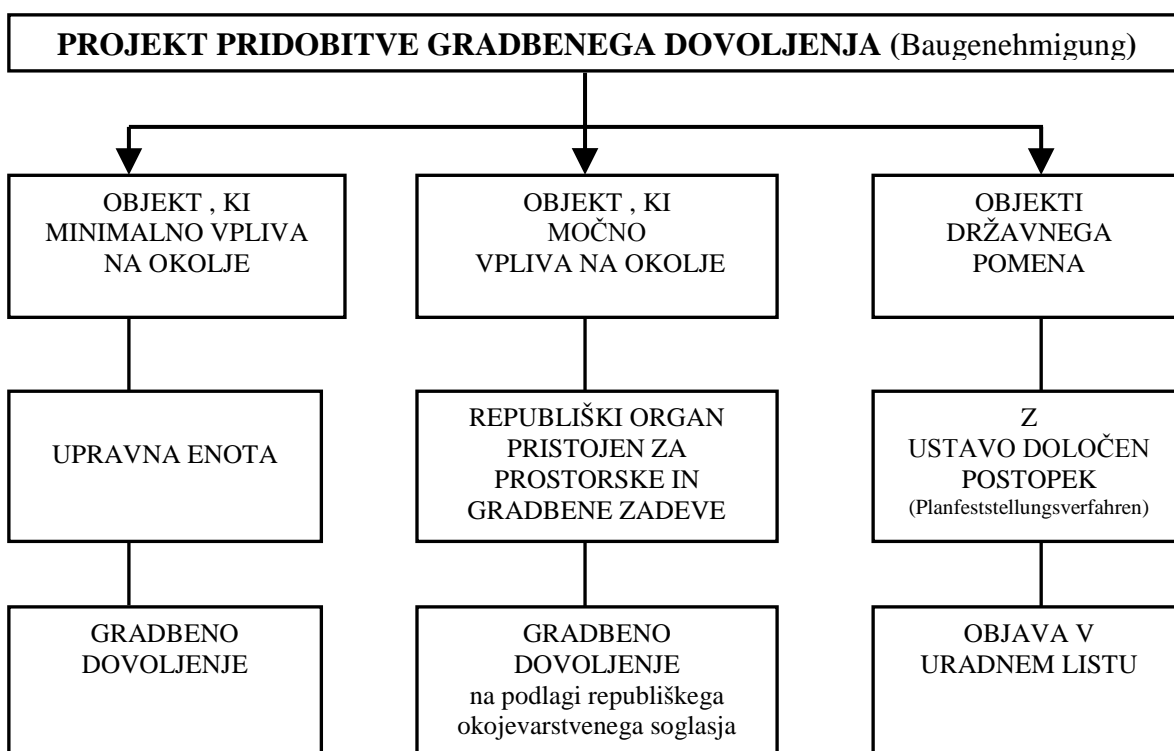 PROJEKT PRIDOBITVE GRADBENEGA DOVOLJENJA (Baugenehmigung)
OBJEKT , KI
MINIMALNO VPLIVA
NA OKOLJE
OBJEKT , KI
MOČNO
VPLIVA NA OKOLJE
OBJEKTI
DRŽAVNEGA
POMENA
UPRAVNA ENOTA
REPUBLIŠKI ORGAN
PRISTOJEN ZA
PROSTORSKE IN
GRADBENE ZADEVE
Z
USTAVO DOLOČEN
POSTOPEK
(Planfeststellungsverfahren)
GRADBENO
DOVOLJENJE
GRADBENO
DOVOLJENJE
na podlagi republiškega
okojevarstvenega soglasja
OBJAVA V
URADNEM LISTU